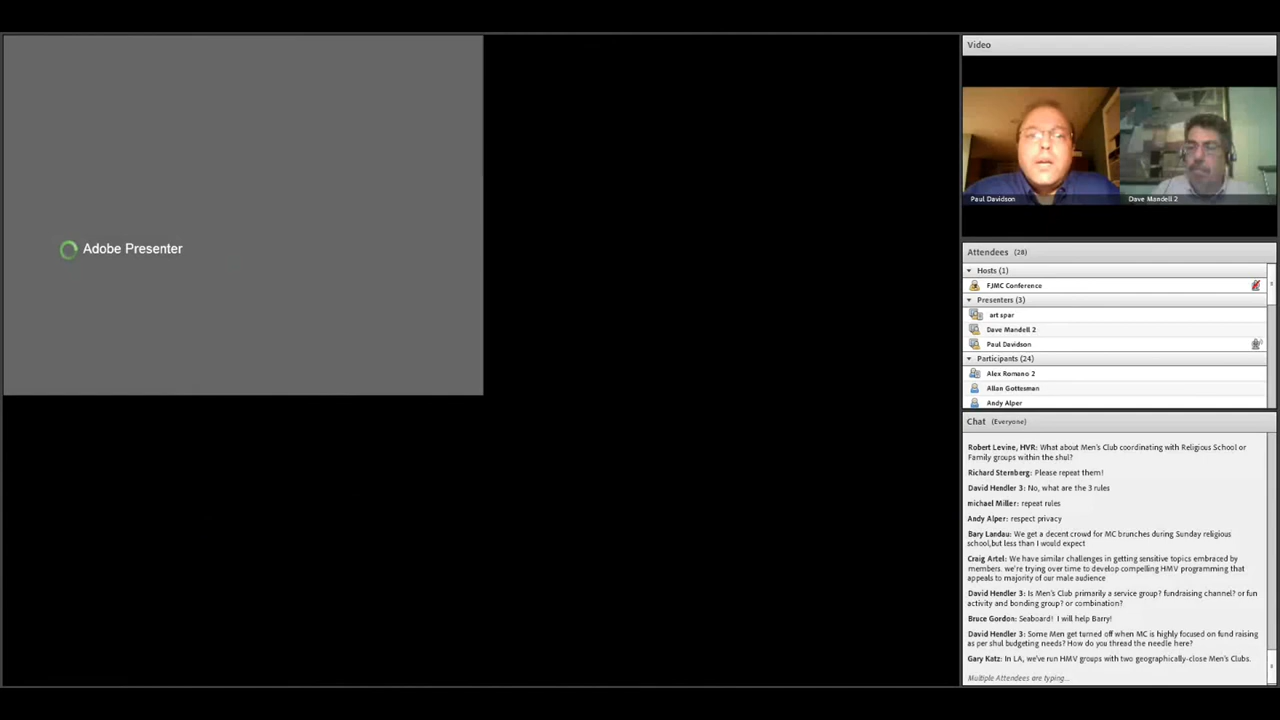 Adobe Presenter
Video
Paul Davidson
Dave Mandell 2
Attendees (28)
Hosts (1)
FJMC Conference
Presenters (3)
art spar
Dave Mandell 2
Paul Davidson
Participants (24)
Alex Romano 2
Allan Gottesman
Andy Alper
Chat (Everyone)
Robert Levine, HVR: What about Men's Club coordinating with Religious School or
Family groups within the shul?
Richard Sternberg: Please repeat them!
David Hendler 3: No, what are the 3 rules
michael Miller: repeat rules
Andy Alper: respect privacy
Bary Landau: We get a decent crowd for MC brunches during Sunday religious
school,but less than I would expect
Craig Artel: We have similar challenges in getting sensitive topics embraced by
members. we're trying over time to develop compelling HMV programming that
appeals to majority of our male audience
David Hendler 3: Is Men's Club primarily a service group? fundraising channel? or fun
activity and bonding group? or combination?
Bruce Gordon: Seaboard! I will help Barry!
David Hendler 3: Some Men get turned off when MC is highly focused on fund raising
as per shul budgeting needs? How do you thread the needle here?
Gary Katz: In LA, we've run HMV groups with two geographically-close Men's Clubs.
Multiple Attendees are typing...